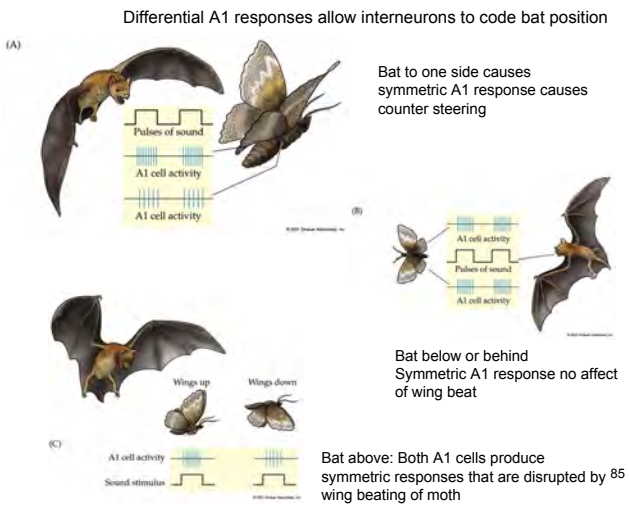 Differential A1 responses allow interneurons to code bat position
(A)
Bat to one side causes
symmetric A1 response causes
counter steering
Pulses of sound
A1 cell activity
A1 cell activity
(B)
A1 cell activity
Pulses of sound
A1 cell activity
Bat below or behind
Symmetric A1 response no affect
of wing beat
Wings up
Wings down
(C)
A1 cell activity
Sound stimulus
Bat above: Both A1 cells produce
symmetric responses that are disrupted by 85
wing beating of moth